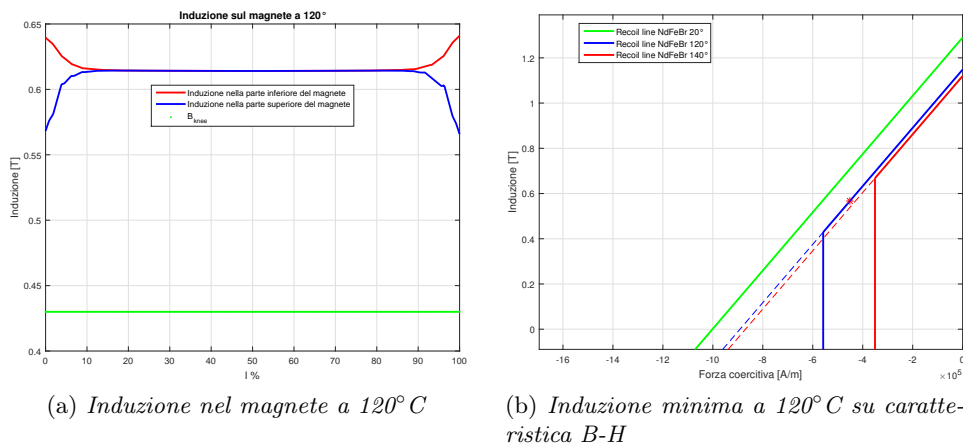 Induzione sul magnete a 120°
0.65
0.6
0.55
0.5
0.45
0.4
Induzione [T]
Induzione nella parte inferiore del magnete
Induzione nella parte superiore del magnete
B knee
0 10 20 30 40 50 60 70 80 90 100
l %
(a) Induzione nel magnete a 120°C
Recoil line NdFeBr 20°
Recoil line NdFeBr 120°
Recoil line NdFeBr 140°
1.2
1
0.8
0.6
0.4
0.2
0
Induzione [T]
-16 -14 -12 -10 -8 -6 -4 -2 0
Forza coercitiva [A/m]
×10 5
(b) Induzione minima a 120°C su caratte-
ristica B-H